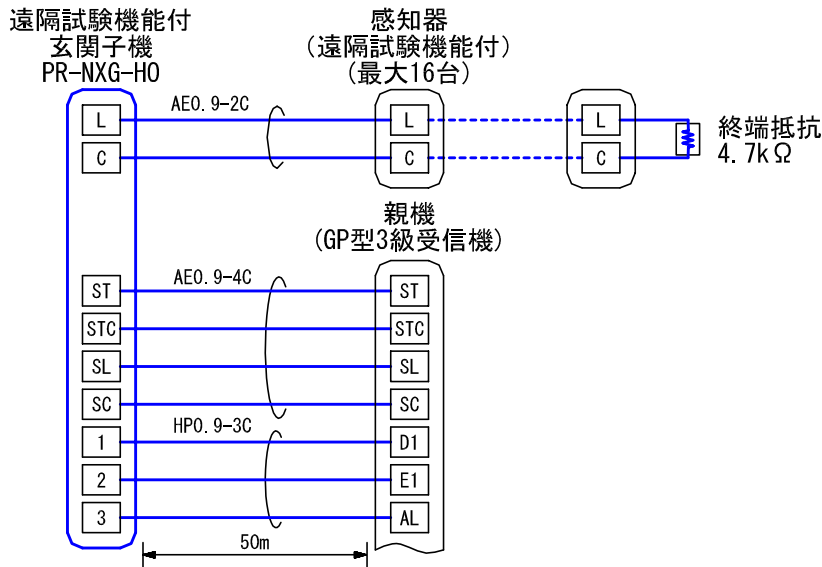 遠隔試験機能付
玄関子機
PR-NXG-HO
感知器
(遠隔試験機能付)
(最大16台)
L
AE0.9-2C
L
L
C
C
C
終端抵抗
4.7kΩ
親機
(GP型3級受信機)
ST
AE0.9-4C
ST
STC
STC
SL
SL
SC
SC
HP0.9-3C
1
D1
2
E1
3
AL
50m